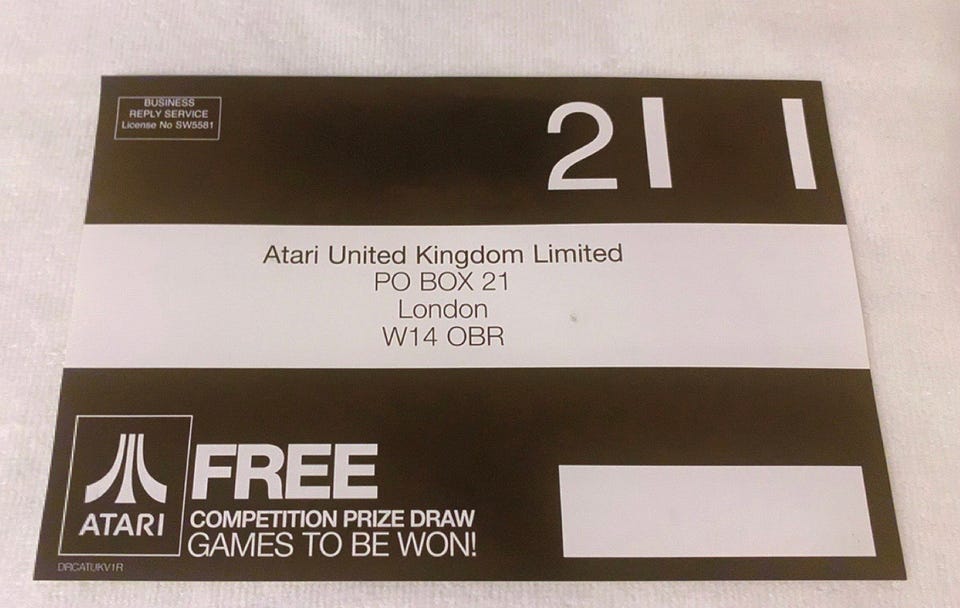 BUSINESS
REPLY SERVICE
License No SW5581
2
Atari United Kingdom Limited
PO BOX 21
London
W14 OBR
ATARI
FREE
COMPETITION PRIZE DRAW
GAMES TO BE WON!
DRCATUKV1R